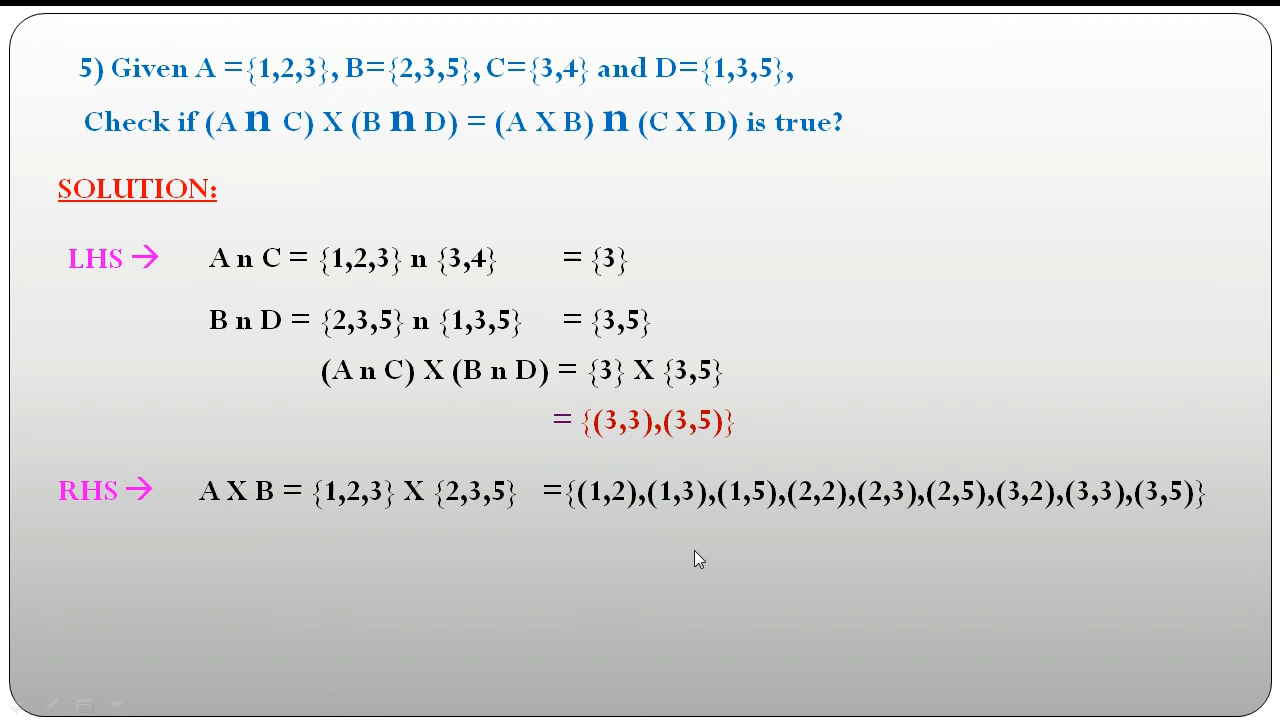 5) Given A ={1,2,3}, B={2,3,5}, C={3,4} and D={1,3,5},
Check if (A n C) X (B n D) = (A X B) n (C X D) is true?
SOLUTION:
LHS → A n C = {1,2,3} n {3,4} = {3}
B n D = {2,3,5} n {1,3,5} = {3,5}
(A n C) X (B n D) = {3} X {3,5}
= {(3,3),(3,5)}
RHS → A X B = {1,2,3} X {2,3,5} ={(1,2),(1,3),(1,5),(2,2),(2,3),(2,5),(3,2),(3,3),(3,5)}